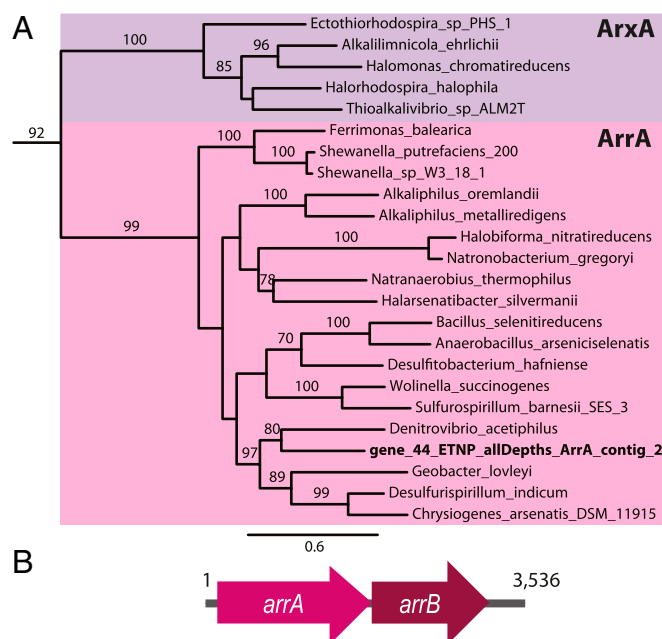 A
ArxA
Ectothiorhodospira_sp_PHS_1
100
96
Alkalilimnicola_ehrlichii
85
Halomonas_chromatireducens
Halorhodospira_halophila
Thioalkalivibrio_sp_ALM2T
92
ArrA
Ferrimonas_balearica
100
100
Shewanella_putrefaciens_200
Shewanella_sp_W3_18_1
99
100
Alkaliphilus_oremlandii
Alkaliphilus_metalliredigens
100
Halobiforma_nitratireducens
Natronobacterium_gregoryi
78
Natranaerobius_thermophilus
Halarsenatibacter_silvermanii
100
Bacillus_selenitireducens
70
Anaerobacillus_arseniciselenatis
Desulfitobacterium_hafniense
100
Wolinella_succinogenes
Sulfurospirillum_barnesii_SES_3
80
Denitrovibrio_acetiphilus
97
gene_44_ETNP_allDepths_ArrA_contig_2
89
Geobacter_lovleyi
99
Desulfurispirillum_indicum
Chrysiogenes_arsenatis_DSM_11915
0.6
B
1
3,536
arrA
arrB